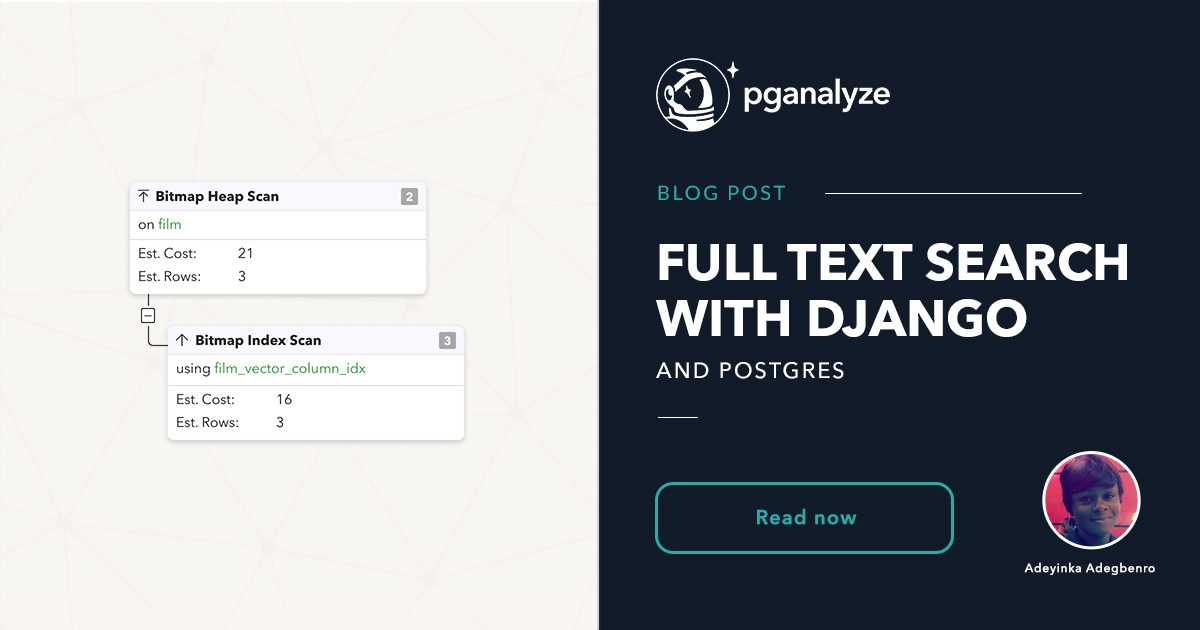 Bitmap Heap Scan 2
on film
Est. Cost: 21
Est. Rows: 3
Bitmap Index Scan 3
using film_vector_column_idx
Est. Cost: 16
Est. Rows: 3
pganalyze
BLOG POST
FULL TEXT SEARCH
WITH DJANGO
AND POSTGRES
Read now
Adeyinka Adegbenro